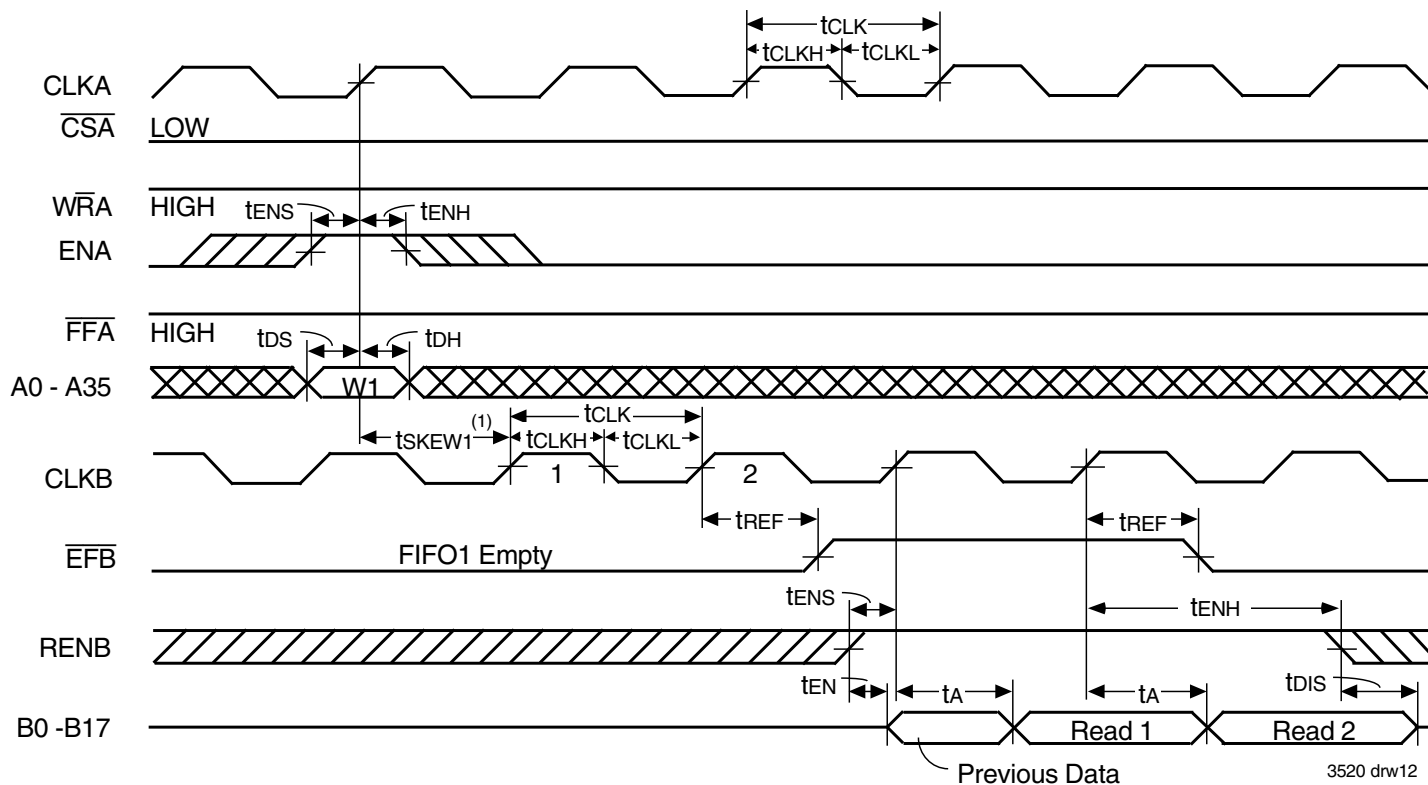 tCLK
tCLKH tCLKL
CLKA
CSA LOW
WRA HIGH
tENS tENH
ENA
FFA HIGH
tDS tDH
A0 - A35 W1
tSKEW1 (1) tCLK
tCLKH tCLKL
CLKB 1 2
tREF tREF
EFB FIFO1 Empty
tENS tENH
RENB
tEN tA tA tDIS
B0 -B17 Read 1 Read 2
Previous Data
3520 drw12